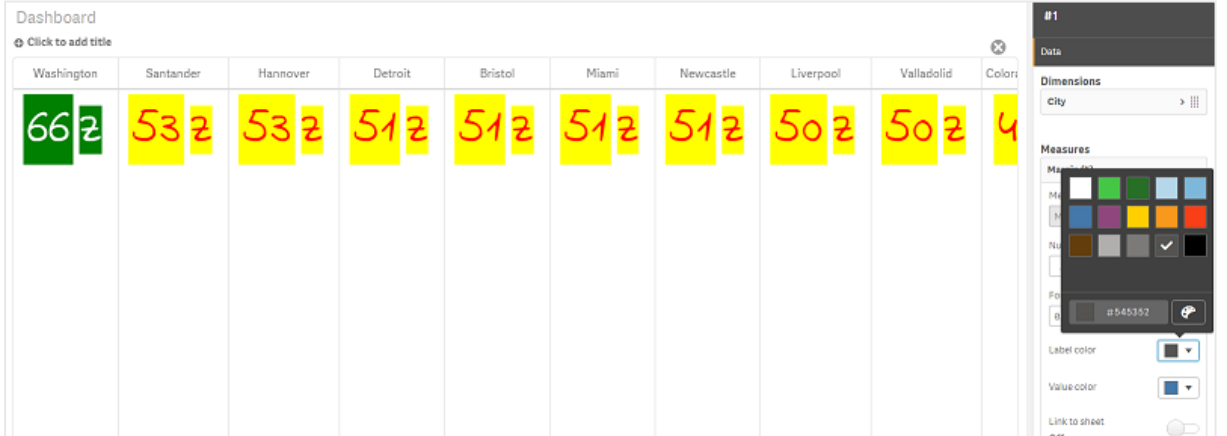 Dashboard
Click to add title
Washington Santander Hannover Detroit Bristol Miami Newcastle Liverpool Valladolid
66 z 53 z 53 z 51 z 51 z 51 z 51 z 50 z 50 z 4
#1
Data
Dimensions
City
Measures
#545352
Label color
Value color
Link to sheet